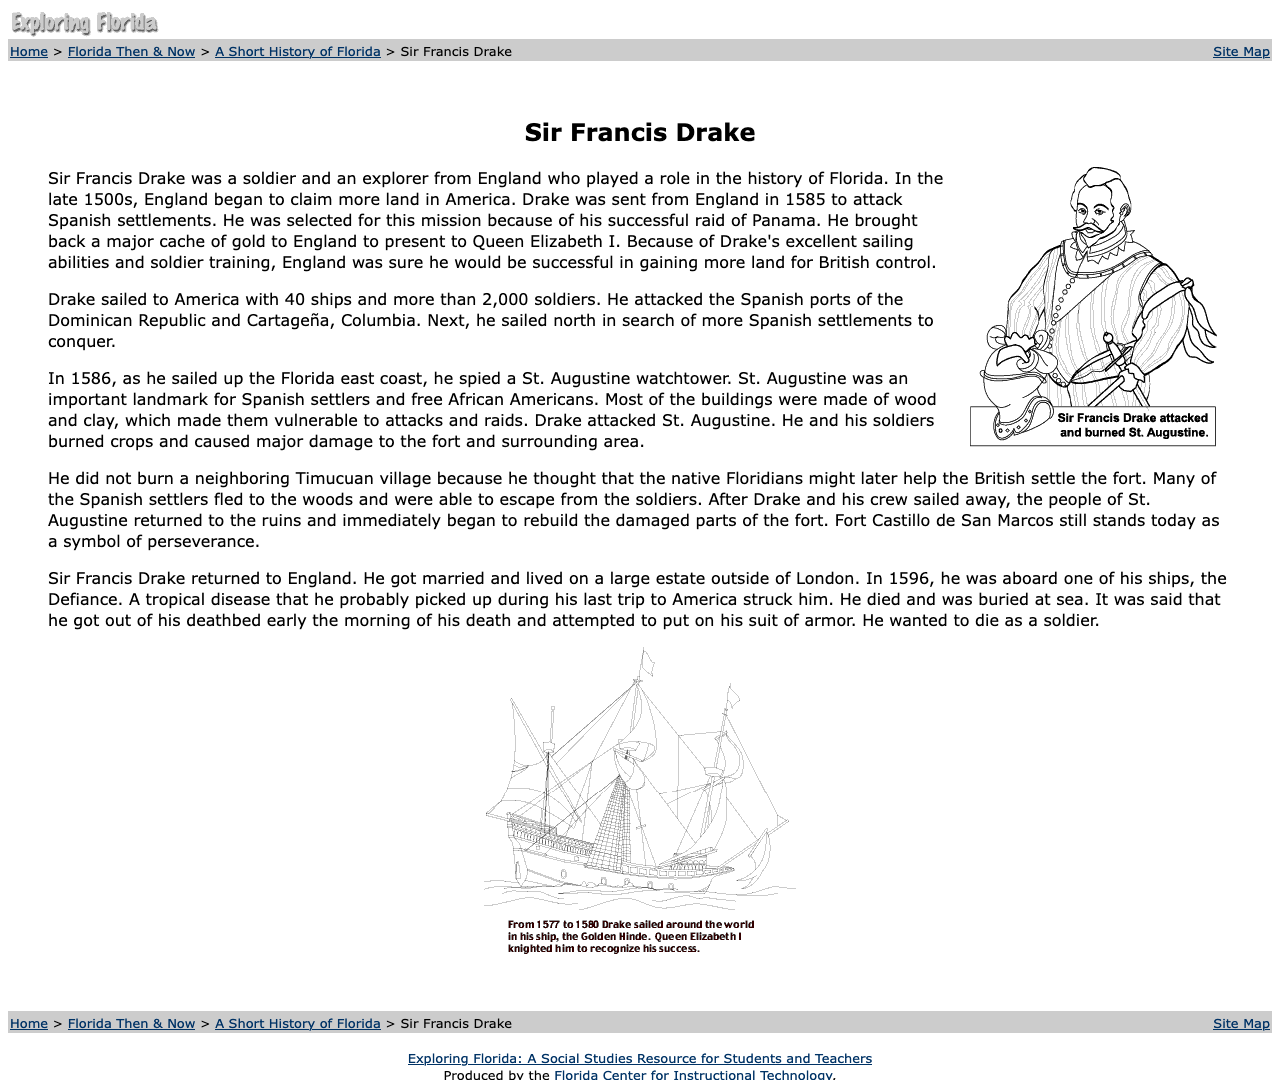 Exploring Florida
Home > Florida Then & Now > A Short History of Florida > Sir Francis Drake Site Map
Sir Francis Drake
Sir Francis Drake was a soldier and an explorer from England who played a role in the history of Florida. In the
late 1500s, England began to claim more land in America. Drake was sent from England in 1585 to attack
Spanish settlements. He was selected for this mission because of his successful raid of Panama. He brought
back a major cache of gold to England to present to Queen Elizabeth I. Because of Drake's excellent sailing
abilities and soldier training, England was sure he would be successful in gaining more land for British control.
Drake sailed to America with 40 ships and more than 2,000 soldiers. He attacked the Spanish ports of the
Dominican Republic and Cartageña, Columbia. Next, he sailed north in search of more Spanish settlements to
conquer.
In 1586, as he sailed up the Florida east coast, he spied a St. Augustine watchtower. St. Augustine was an
important landmark for Spanish settlers and free African Americans. Most of the buildings were made of wood
and clay, which made them vulnerable to attacks and raids. Drake attacked St. Augustine. He and his soldiers
burned crops and caused major damage to the fort and surrounding area.
Sir Francis Drake attacked
and burned St. Augustine.
He did not burn a neighboring Timucuan village because he thought that the native Floridians might later help the British settle the fort. Many of
the Spanish settlers fled to the woods and were able to escape from the soldiers. After Drake and his crew sailed away, the people of St.
Augustine returned to the ruins and immediately began to rebuild the damaged parts of the fort. Fort Castillo de San Marcos still stands today as
a symbol of perseverance.
Sir Francis Drake returned to England. He got married and lived on a large estate outside of London. In 1596, he was aboard one of his ships, the
Defiance. A tropical disease that he probably picked up during his last trip to America struck him. He died and was buried at sea. It was said that
he got out of his deathbed early the morning of his death and attempted to put on his suit of armor. He wanted to die as a soldier.
From 1577 to 1580 Drake sailed around the world
in his ship, the Golden Hinde. Queen Elizabeth I
knighted him to recognize his success.
Home > Florida Then & Now > A Short History of Florida > Sir Francis Drake Site Map
Exploring Florida: A Social Studies Resource for Students and Teachers
Produced by the Florida Center for Instructional Technology,